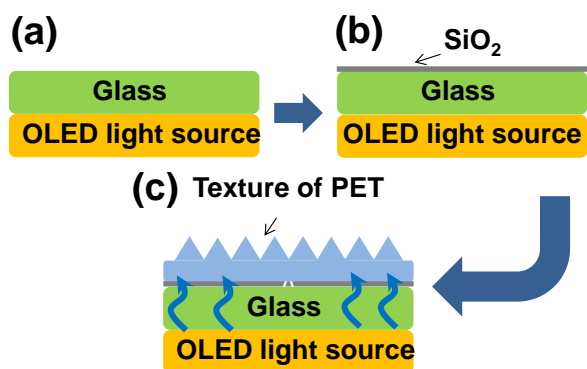 (a)
Glass
OLED light source
(b)
SiO₂
Glass
OLED light source
(c)
Texture of PET
Glass
OLED light source